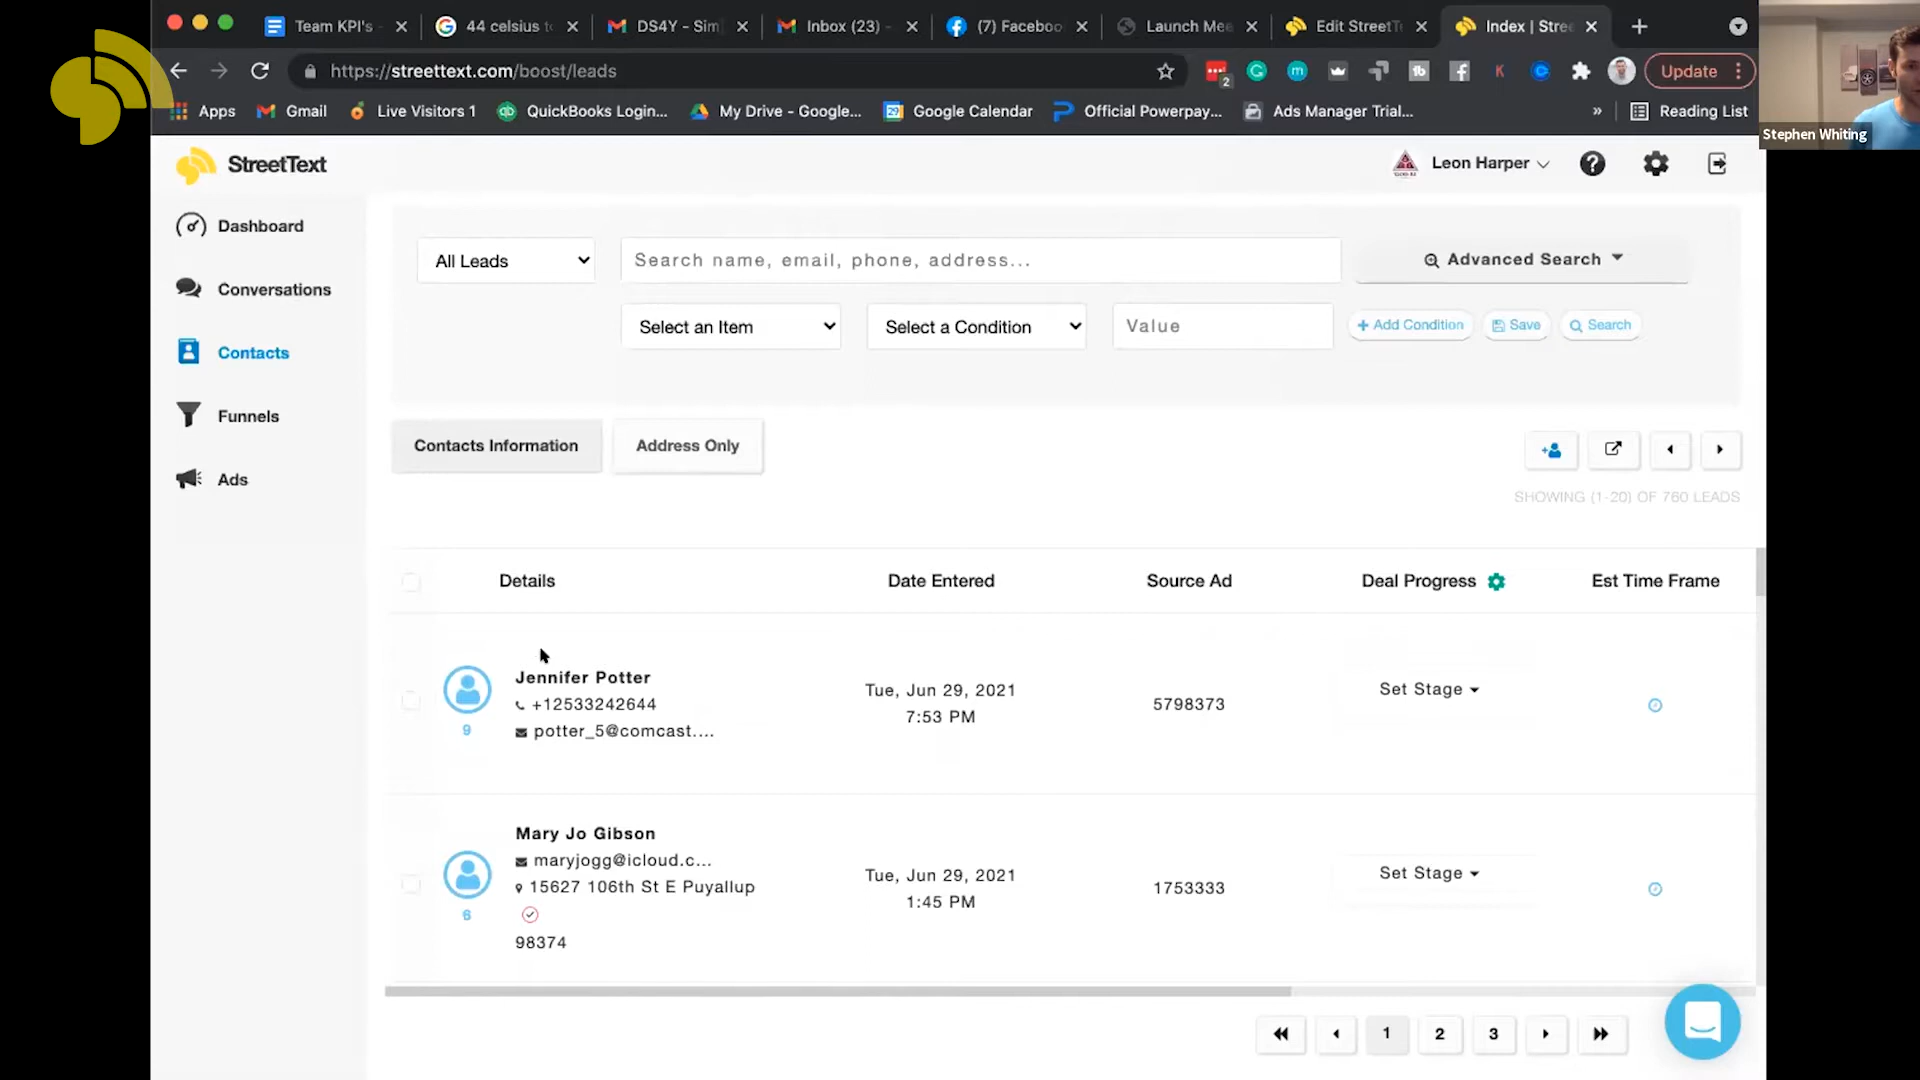 Team KPI's -
44 celsius to
DS4Y - Sim
Inbox (23) -
(7) Faceboo
Launch Mee
Edit StreetT
Index | Stree
https://streettext.com/boost/leads
2
Update
Apps
Gmail
Live Visitors 1
QuickBooks Login...
My Drive - Google...
Google Calendar
Official Powerpay...
Ads Manager Trial...
»
Reading List
Stephen Whiting
StreetText
Leon Harper
Dashboard
Conversations
Contacts
Funnels
Ads
All Leads
Search name, email, phone, address...
Advanced Search
Select an Item
Select a Condition
Value
+ Add Condition
Save
Search
Contacts Information
Address Only
SHOWING (1-20) OF 760 LEADS
Details
Date Entered
Source Ad
Deal Progress
Est Time Frame
Jennifer Potter
+12533242644
potter_5@comcast....
9
Tue, Jun 29, 2021
7:53 PM
5798373
Set Stage
Mary Jo Gibson
maryjogg@icloud.c...
15627 106th St E Puyallup
98374
6
Tue, Jun 29, 2021
1:45 PM
1753333
Set Stage
1
2
3